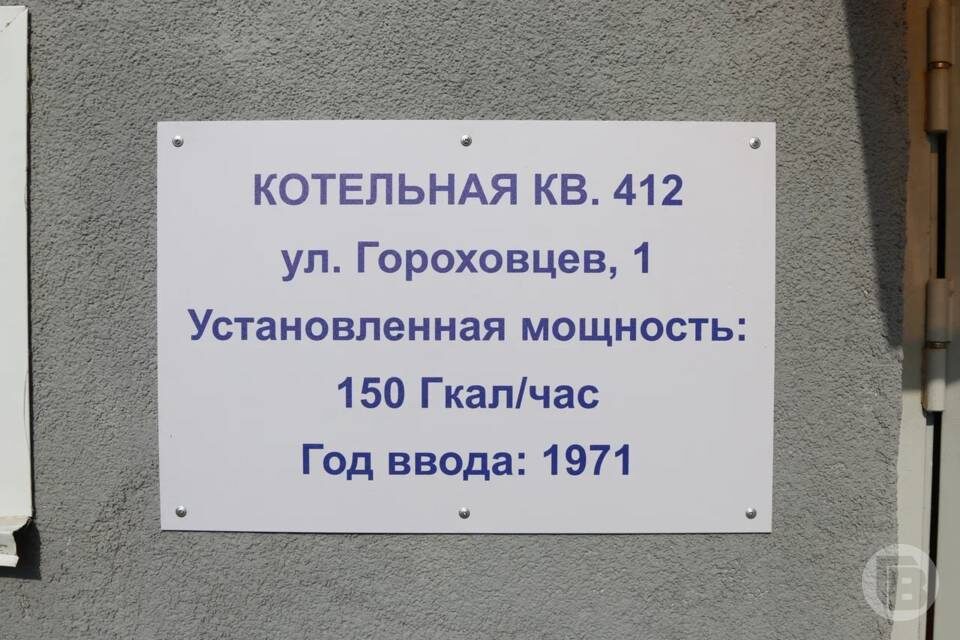 КОТЕЛЬНАЯ КВ. 412
ул. Гороховцев, 1
Установленная мощность:
150 Гкал/час
Год ввода: 1971